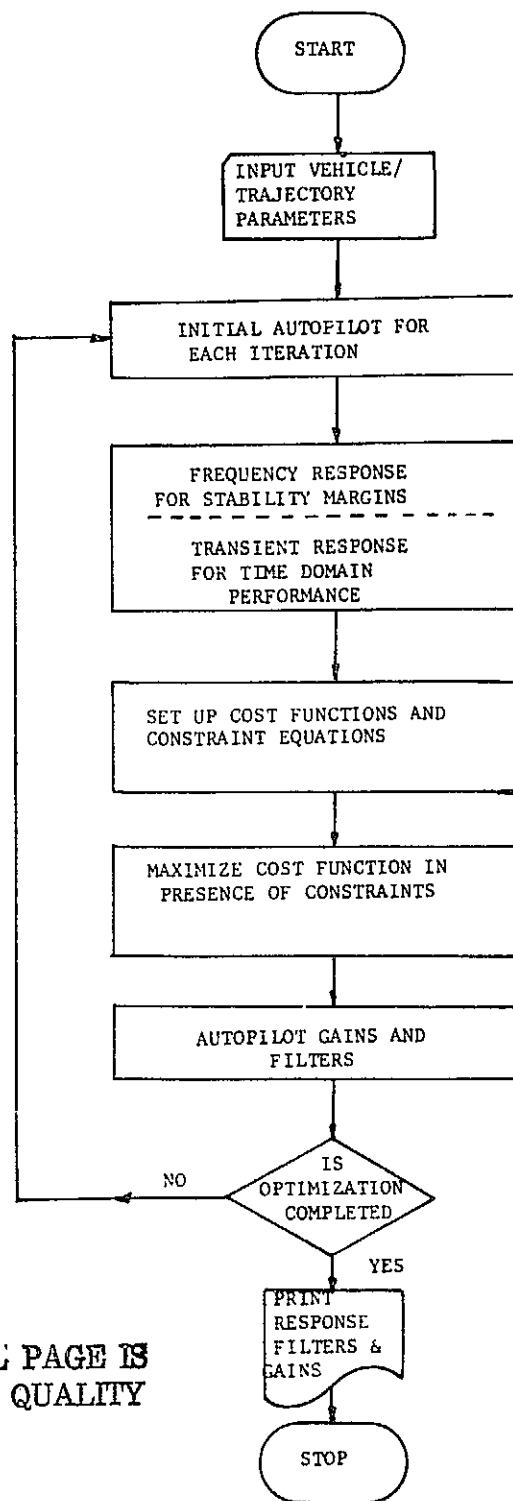 START
INPUT VEHICLE/
TRAJECTORY
PARAMETERS
INITIAL AUTOPILOT FOR
EACH ITERATION
FREQUENCY RESPONSE
FOR STABILITY MARGINS
TRANSIENT RESPONSE
FOR TIME DOMAIN
PERFORMANCE
SET UP COST FUNCTIONS AND
CONSTRAINT EQUATIONS
MAXIMIZE COST FUNCTION IN
PRESENCE OF CONSTRAINTS
AUTOPILOT GAINS AND
FILTERS
IS
OPTIMIZATION
COMPLETED
NO
YES
PRINT
RESPONSE
FILTERS &
GAINS
PAGE IS
QUALITY
STOP